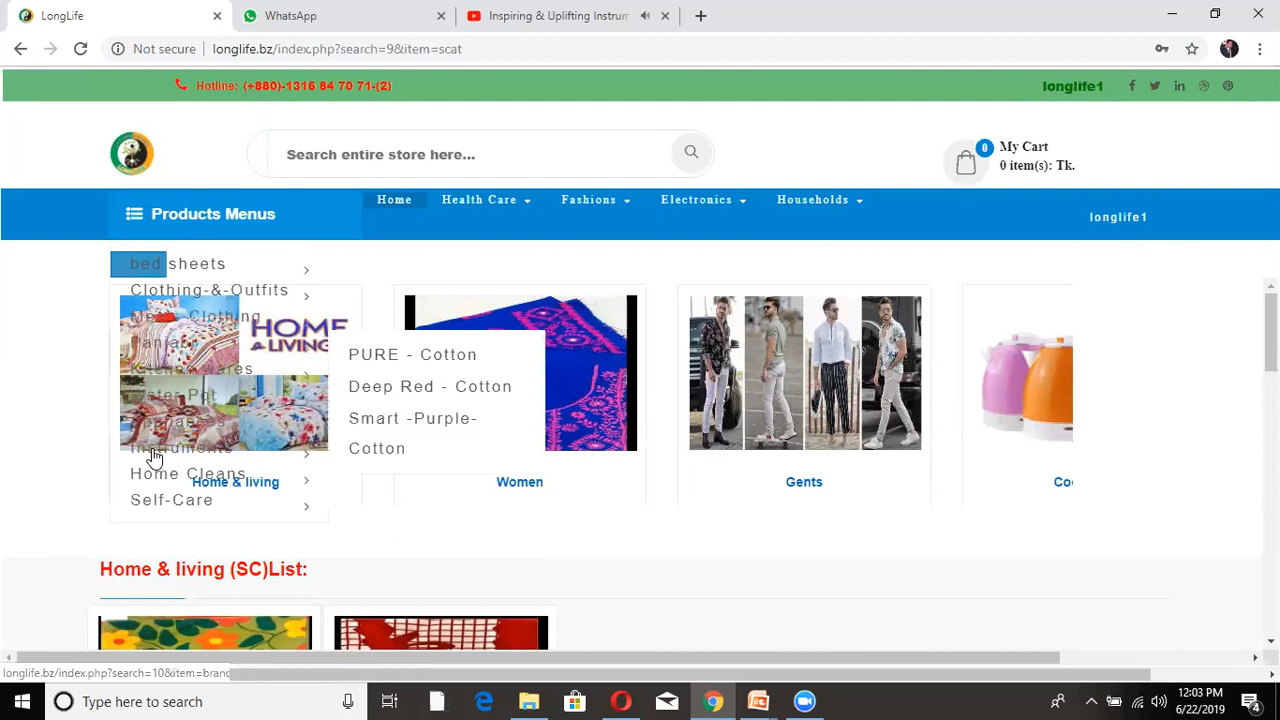 LongLife
WhatsApp
Inspiring & Uplifting Instrum
Not secure
longlife.bz/index.php?search=9&item=scat
Hotline: (+880)-1316 84 70 71-(2)
longlife1
Search entire store here...
0
My Cart
0 item(s): Tk.
Products Menus
Home
Health Care
Fashions
Electronics
Households
longlife1
bed sheets
Clothing-&-Outfits
Clothing
HOME
& LIVING
PURE - Cotton
Deep Red - Cotton
Smart -Purple-
Cotton
Water Pot
Instruments
Home Cleans
Self-Care
Home & living
Women
Gents
Home & living (SC)List:
longlife.bz/index.php?search=10&item=brand
Type here to search
12:03 PM
6/22/2019
4